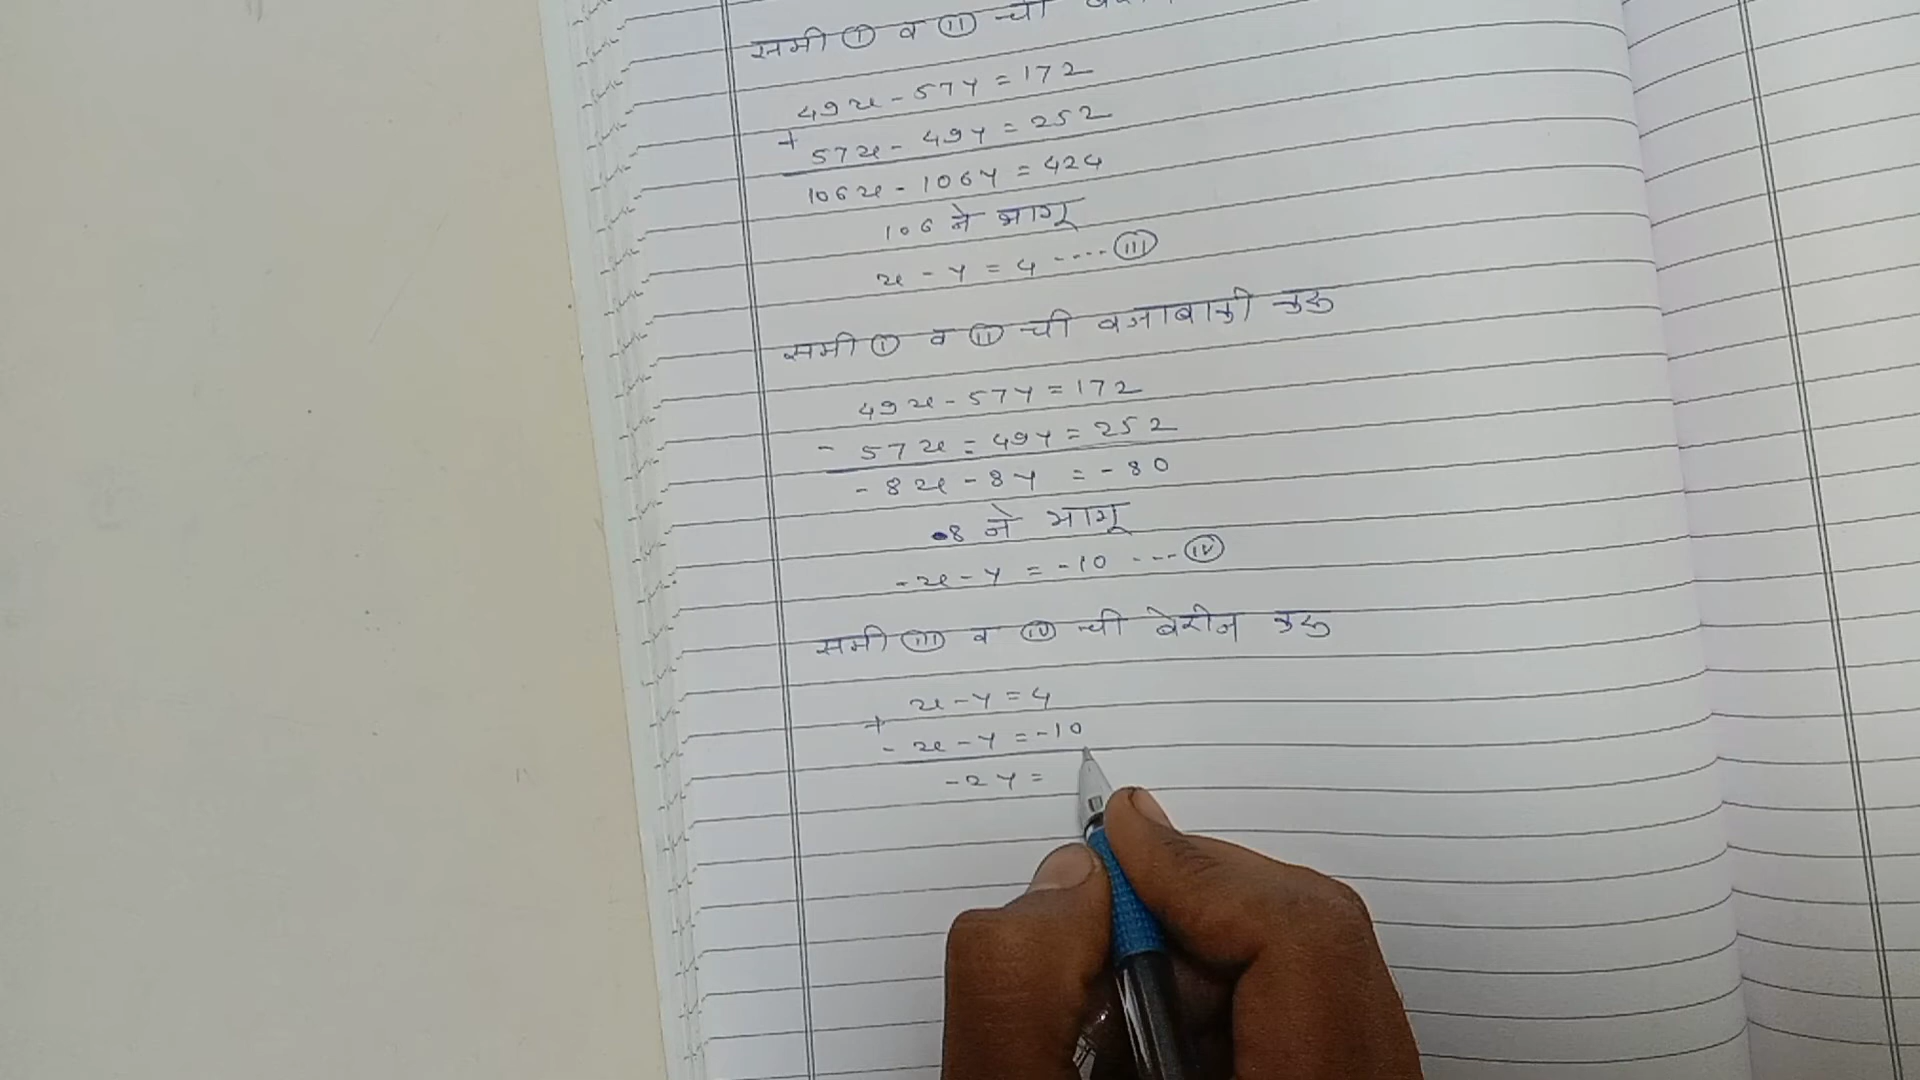 समी (I) व (II) ची
49x - 57y = 172
+ 57x - 49y = 252
106x - 106y = 424
106 ने भागू
x - y = 4 ---- (III)
समी (I) व (II) ची वजाबाकी करू
49x - 57y = 172
- 57x = 49y = 252
- 8x - 8y = - 80
8 ने भागू
- x - y = - 10 --- (IV)
समी (III) व (IV) ची बेरीज करू
x - y = 4
+
- x - y = - 10
- 2y =